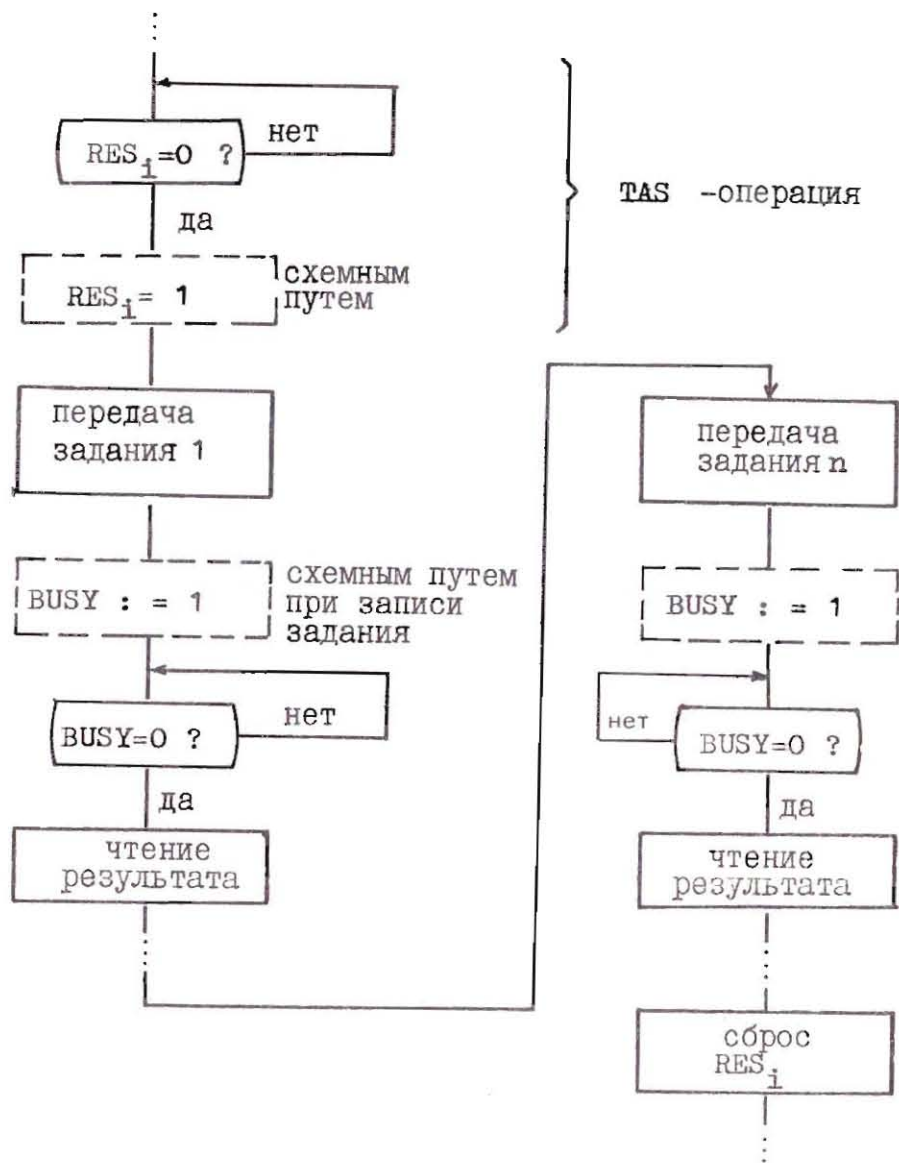 нет
RES_i=0 ?
TAS -операция
да
схемным
путем
RES_i= 1
передача
задания 1
BUSY : = 1
схемным путем
при записи
задания
нет
BUSY=0 ?
да
чтение
результата
передача
задания n
BUSY : = 1
нет
BUSY=0 ?
да
чтение
результата
сброс
RES_i